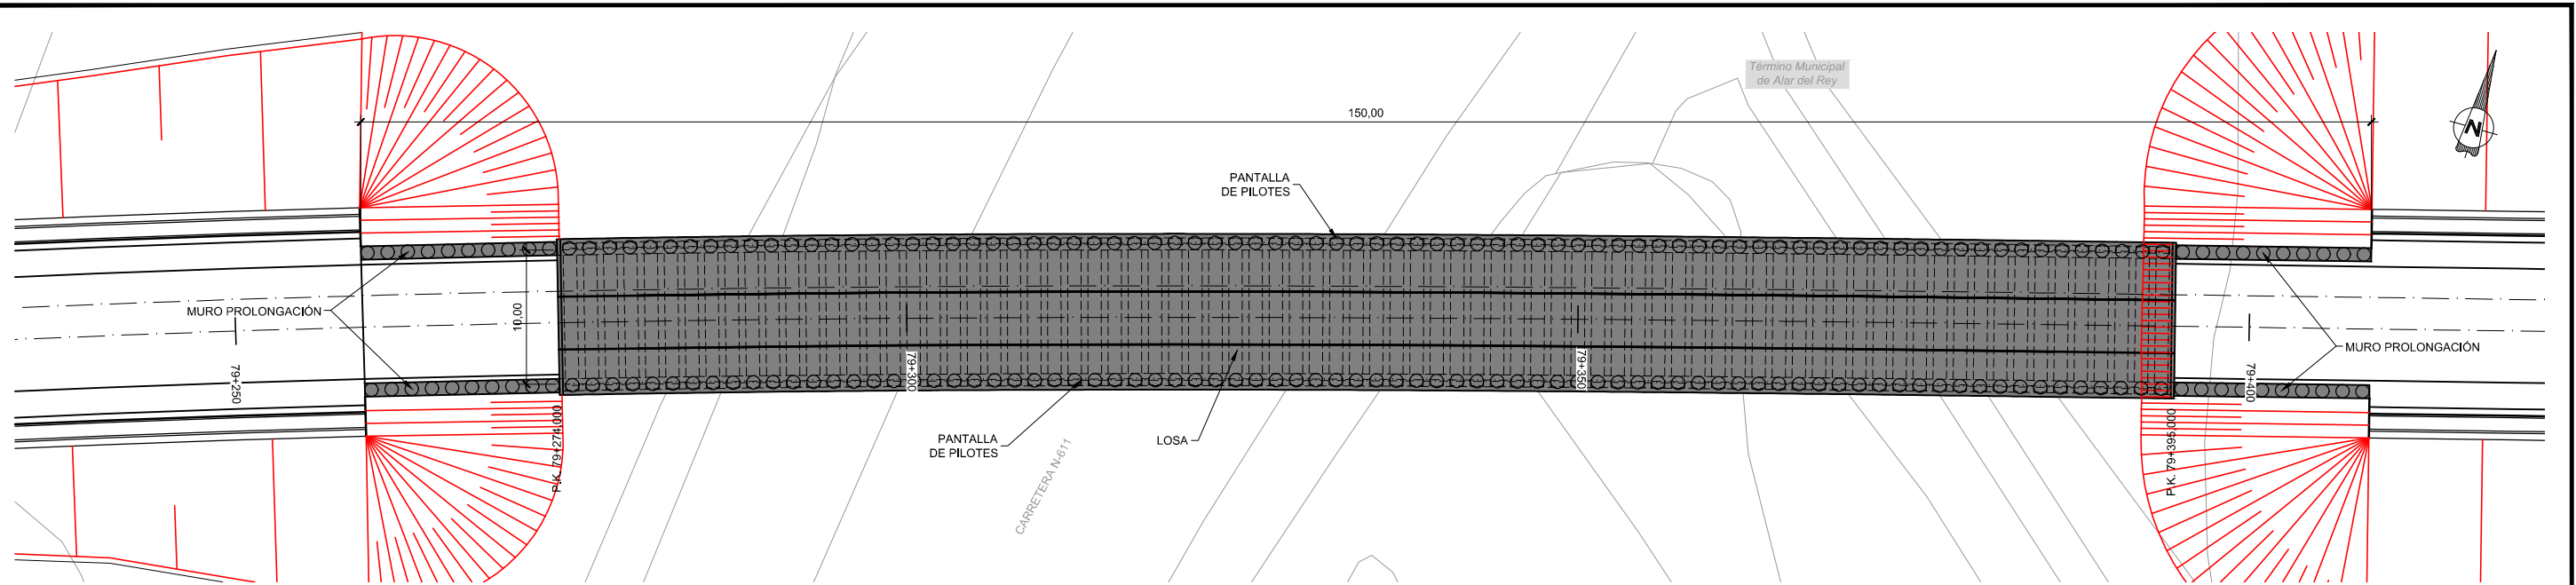 Término Municipal
de Alar del Rey
150,00
N
PANTALLA
DE PILOTES
MURO PROLONGACIÓN
10,00
79+250
79+300
79+350
79+400
MURO PROLONGACIÓN
P.K. 79+274.000
P.K. 79+395.000
PANTALLA
DE PILOTES
LOSA
CARRETERA N-611